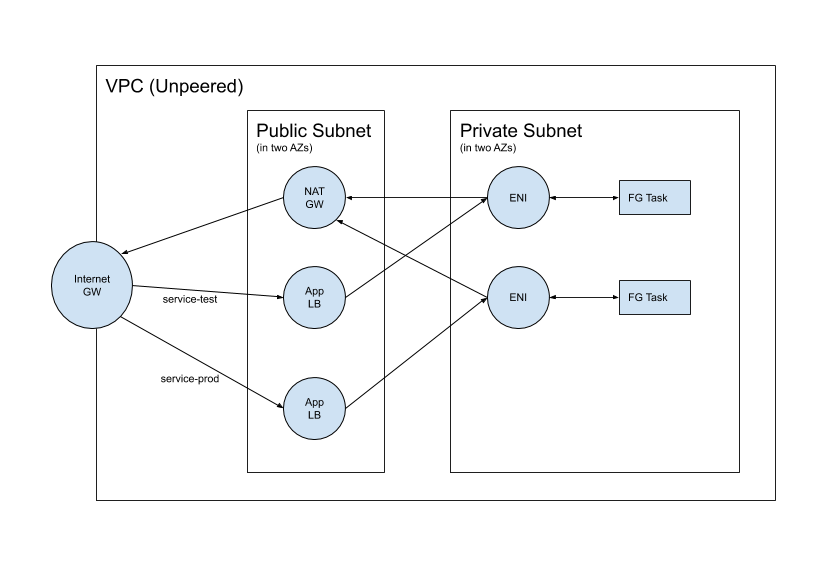 VPC (Unpeered)
Public Subnet
(in two AZs)
Private Subnet
(in two AZs)
NAT
GW
ENI
FG Task
Internet
GW
service-test
App
LB
ENI
FG Task
service-prod
App
LB